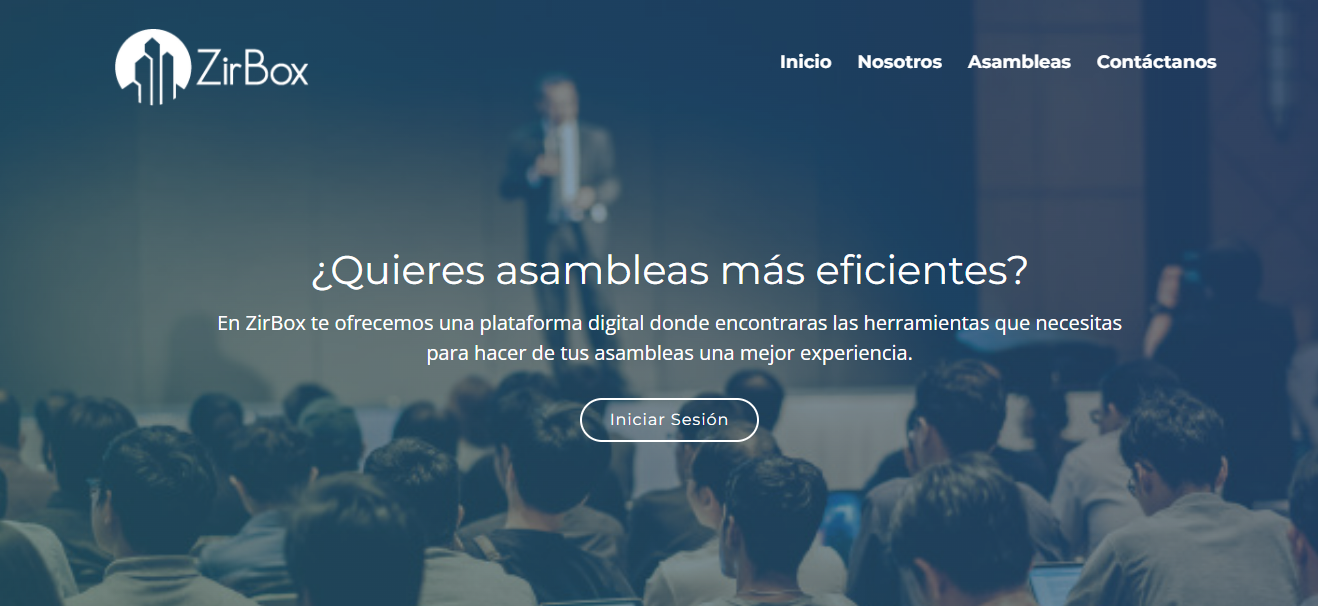 ZirBox
Inicio Nosotros Asambleas Contáctanos
¿Quieres asambleas más eficientes?
En ZirBox te ofrecemos una plataforma digital donde encontraras las herramientas que necesitas
para hacer de tus asambleas una mejor experiencia.
Iniciar Sesión